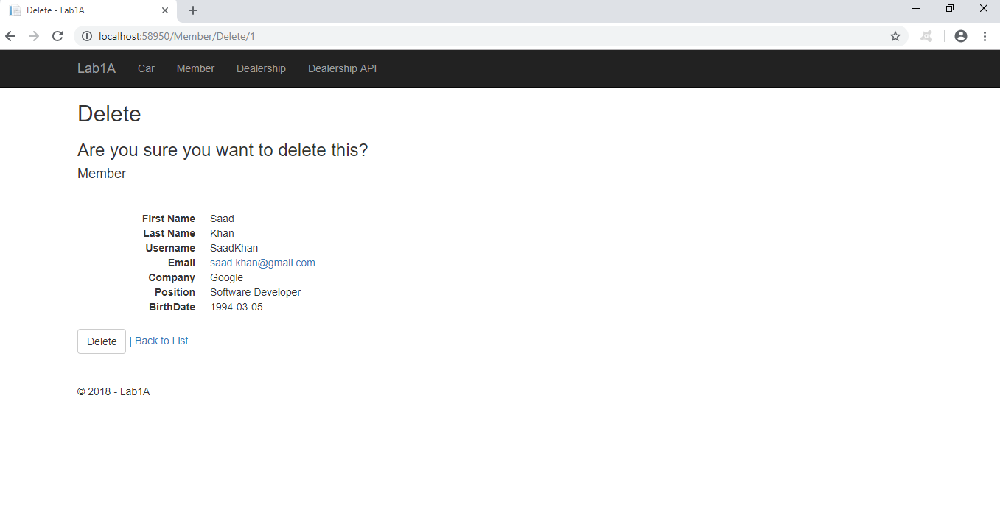 Delete - Lab1A
localhost:58950/Member/Delete/1
Lab1A Car Member Dealership Dealership API
Delete
Are you sure you want to delete this?
Member
First Name Saad
Last Name Khan
Username SaadKhan
Email saad.khan@gmail.com
Company Google
Position Software Developer
BirthDate 1994-03-05
Delete | Back to List
© 2018 - Lab1A